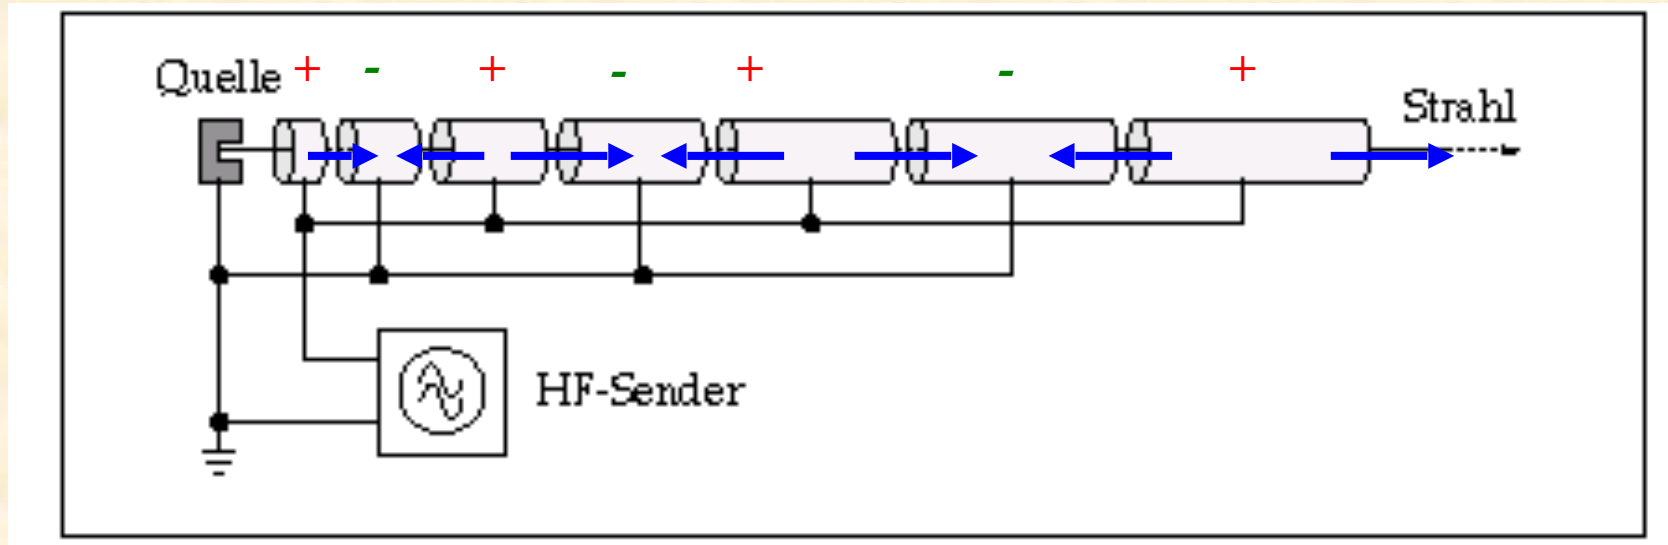 Quelle + - + - + - +
Strahl
HF-Sender